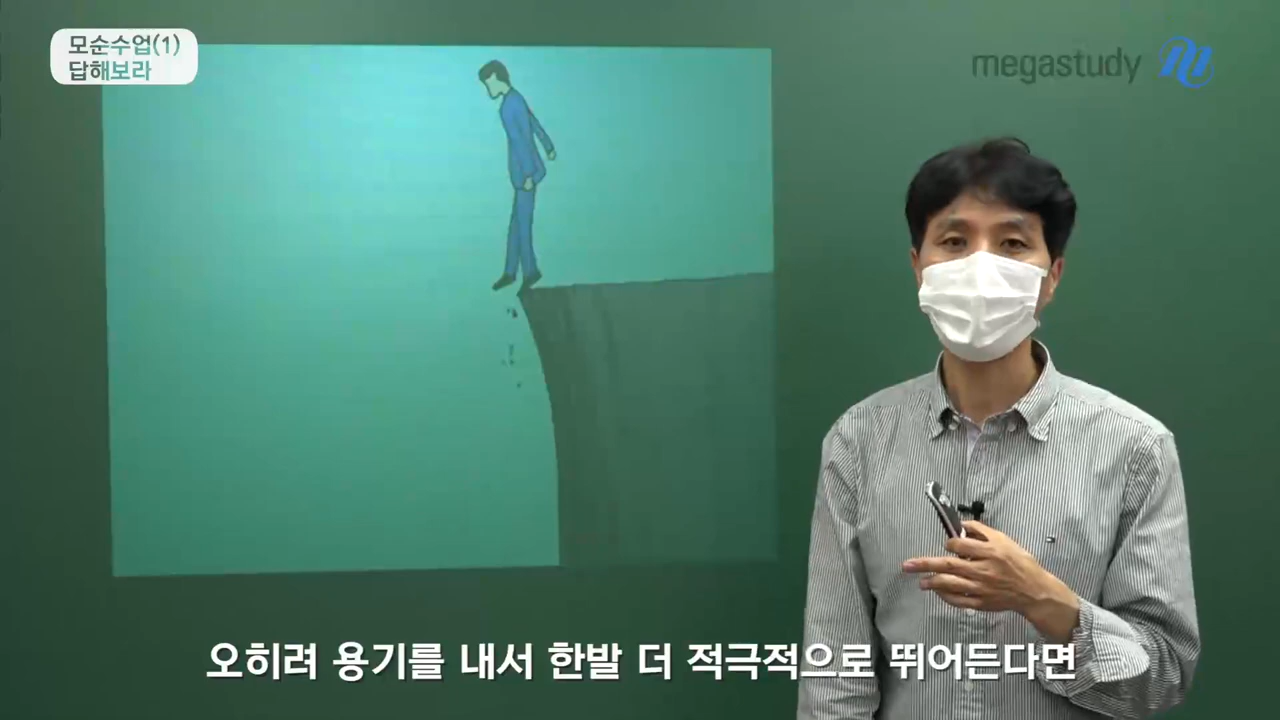 모순수업(1)
답해보라
megastudy
오히려 용기를 내서 한발 더 적극적으로 뛰어든다면